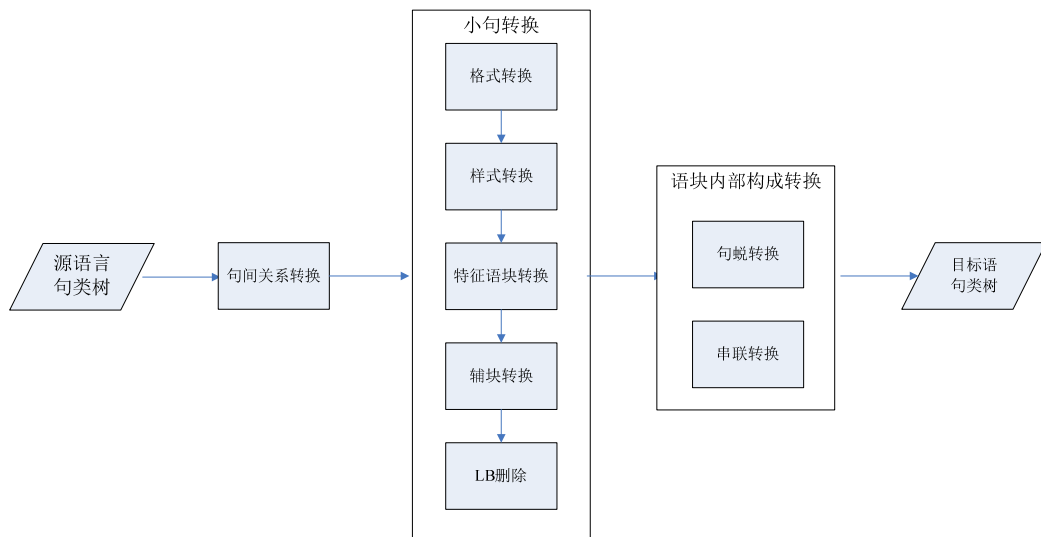 源语言
句类树
句间关系转换
小句转换
格式转换
样式转换
特征语块转换
辅块转换
LB删除
语块内部构成转换
句蜕转换
串联转换
目标语
句类树